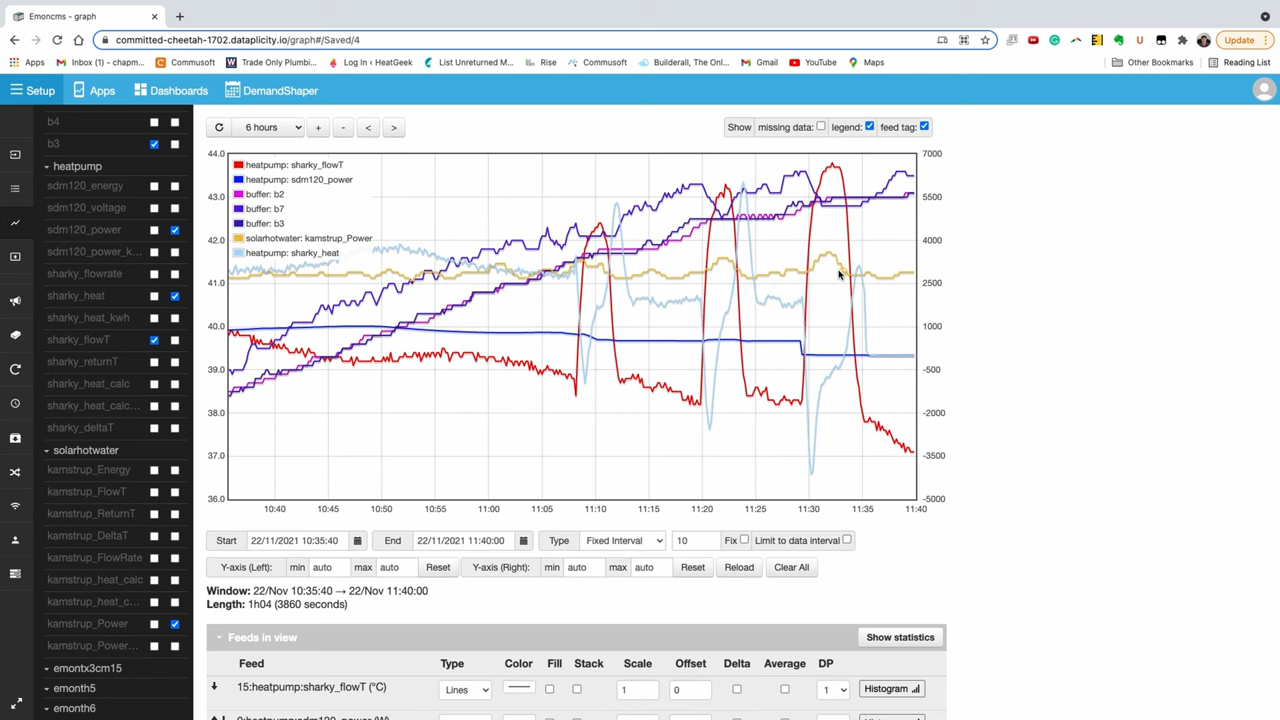 Emoncms - graph
committed-cheetah-1702.dataplicity.io/graph#/Saved/4
Update
Apps
Inbox (1) - chapm...
Commusoft
Trade Only Plumbi...
Log In ‹ HeatGeek
List Unreturned M...
Rise
Commusoft
Builderall, The Onl...
Gmail
YouTube
Maps
Other Bookmarks
Reading List
Setup
Apps
Dashboards
DemandShaper
b4
b3
heatpump
sdm120_energy
sdm120_voltage
sdm120_power
sdm120_power_k...
sharky_flowrate
sharky_heat
sharky_heat_kwh
sharky_flowT
sharky_returnT
sharky_heat_calc
sharky_heat_calc...
sharky_deltaT
solarhotwater
kamstrup_Energy
kamstrup_FlowT
kamstrup_ReturnT
kamstrup_DeltaT
kamstrup_FlowRate
kamstrup_heat_calc
kamstrup_heat_c...
kamstrup_Power
kamstrup_Power...
emontx3cm15
emonth5
emonth6
6 hours
+
-
<
>
Show missing data: legend: feed tag:
44.0
43.0
42.0
41.0
40.0
39.0
38.0
37.0
36.0
heatpump: sharky_flowT
heatpump: sdm120_power
buffer: b2
buffer: b7
buffer: b3
solarhotwater: kamstrup_Power
heatpump: sharky_heat
7000
5500
4000
2500
1000
-500
-2000
-3500
-5000
10:40 10:45 10:50 10:55 11:00 11:05 11:10 11:15 11:20 11:25 11:30 11:35 11:40
Start 22/11/2021 10:35:40 End 22/11/2021 11:40:00 Type Fixed Interval 10 Fix Limit to data interval
Y-axis (Left): min auto max auto Reset Y-axis (Right): min auto max auto Reset Reload Clear All
Window: 22/Nov 10:35:40 → 22/Nov 11:40:00
Length: 1h04 (3860 seconds)
Feeds in view Show statistics
Feed Type Color Fill Stack Scale Offset Delta Average DP
15:heatpump:sharky_flowT (°C) Lines 1 0 1 Histogram